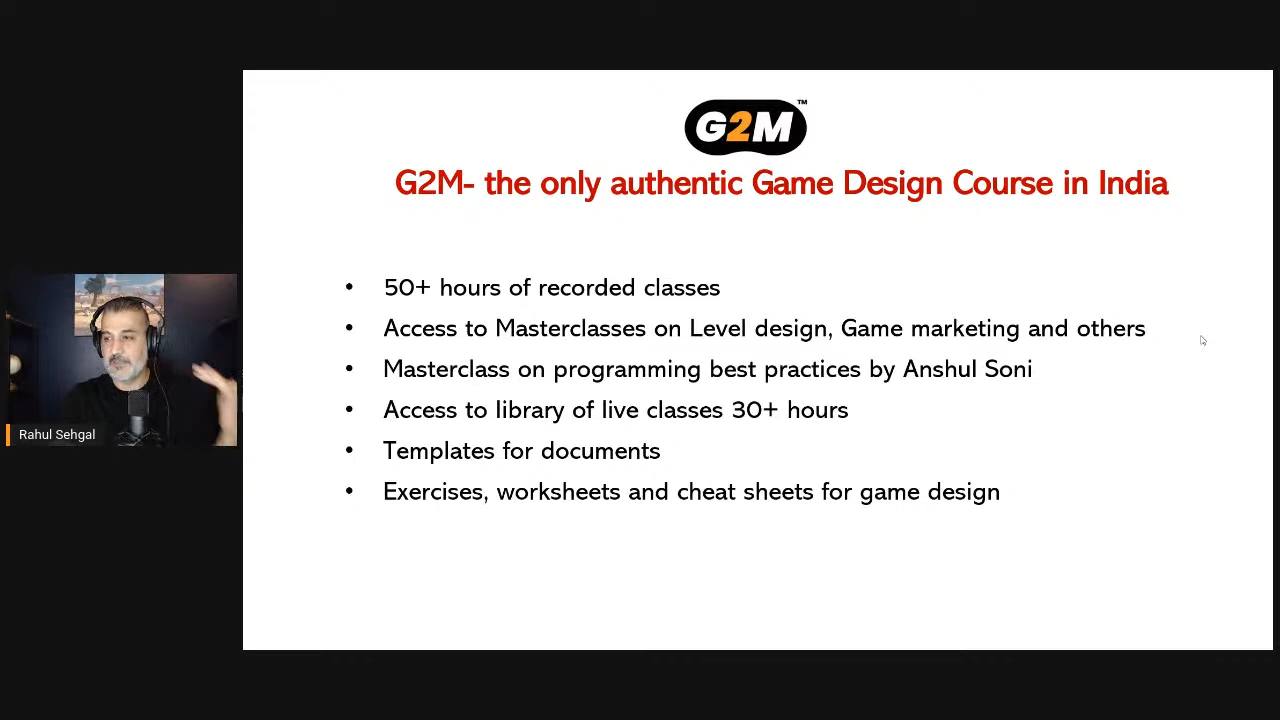 G2M™
G2M- the only authentic Game Design Course in India
• 50+ hours of recorded classes
• Access to Masterclasses on Level design, Game marketing and others
• Masterclass on programming best practices by Anshul Soni
• Access to library of live classes 30+ hours
• Templates for documents
• Exercises, worksheets and cheat sheets for game design
Rahul Sehgal